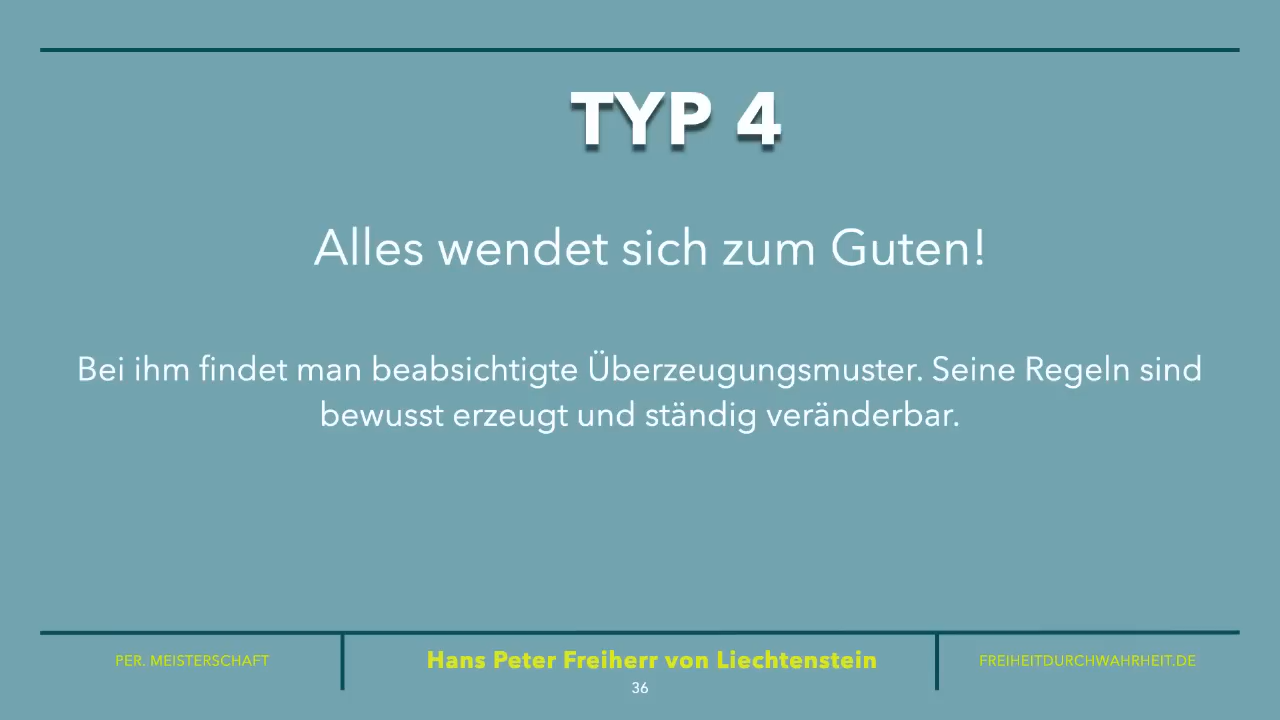 TYP 4
Alles wendet sich zum Guten!
Bei ihm findet man beabsichtigte Überzeugungsmuster. Seine Regeln sind
bewusst erzeugt und ständig veränderbar.
PER. MEISTERSCHAFT
Hans Peter Freiherr von Liechtenstein
FREIHEITDURCHWAHRHEIT.DE
36